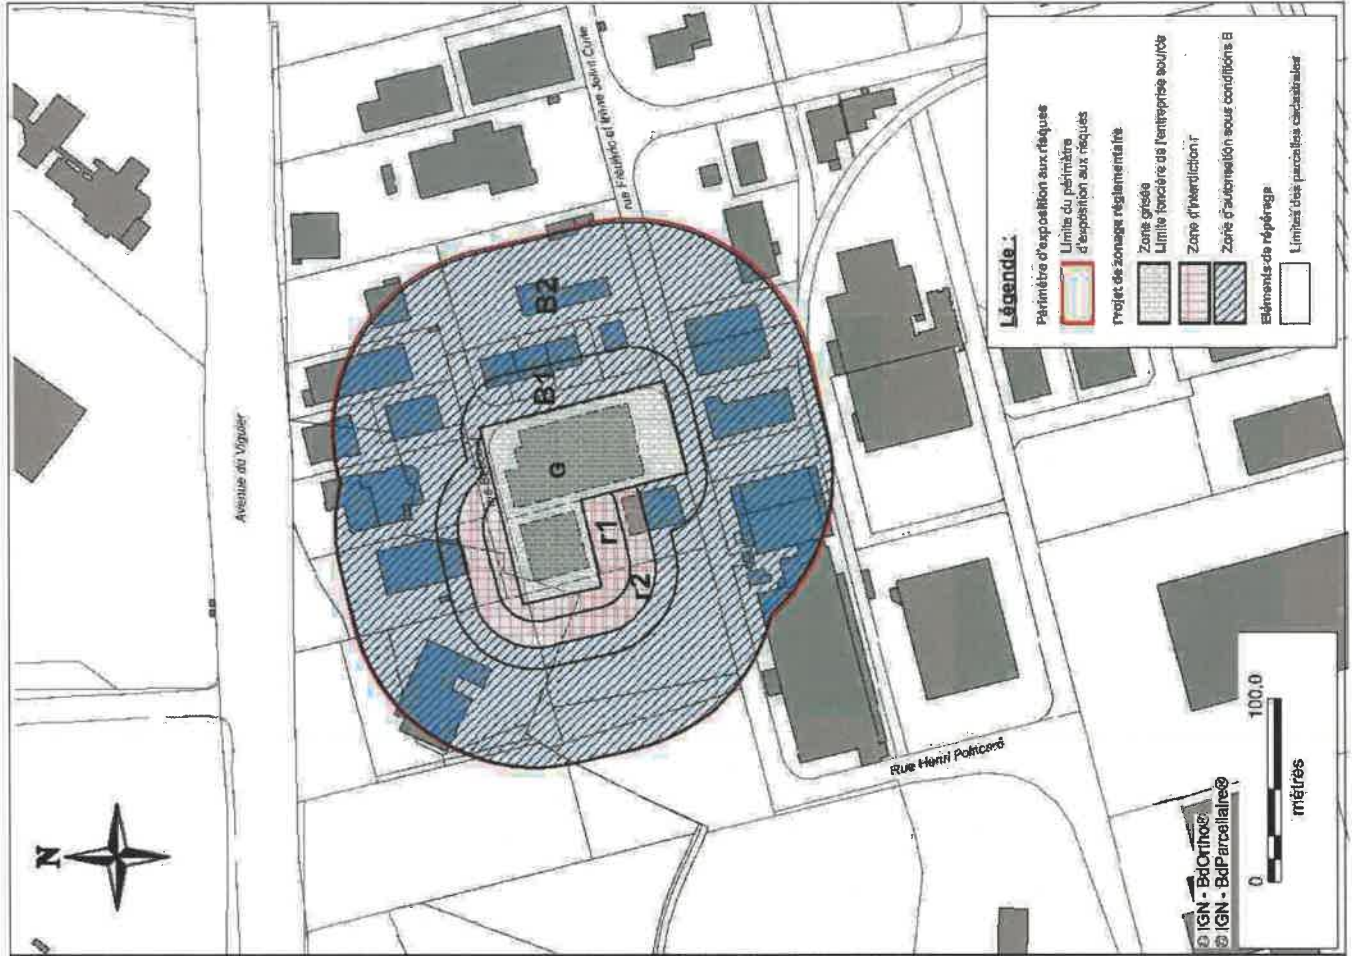 Avenue du Viguier
rue Frédéric et Irène Joliot Curie
B2
B1
G
r1
r2
Rue Henri Poincaré
N
Légende :
Périmètre d'exposition aux risques
Limite du périmètre
d'exposition aux risques
Projet de zonage réglementaire
Zone grisée
Limite foncière de l'entreprise source
Zone d'interdiction r
Zone d'autorisation sous conditions B
Eléments de répérage
Limites des parcelles cadastrales
0 100,0
mètres
© IGN - BdOrtho®
© IGN - BdParcellaire®